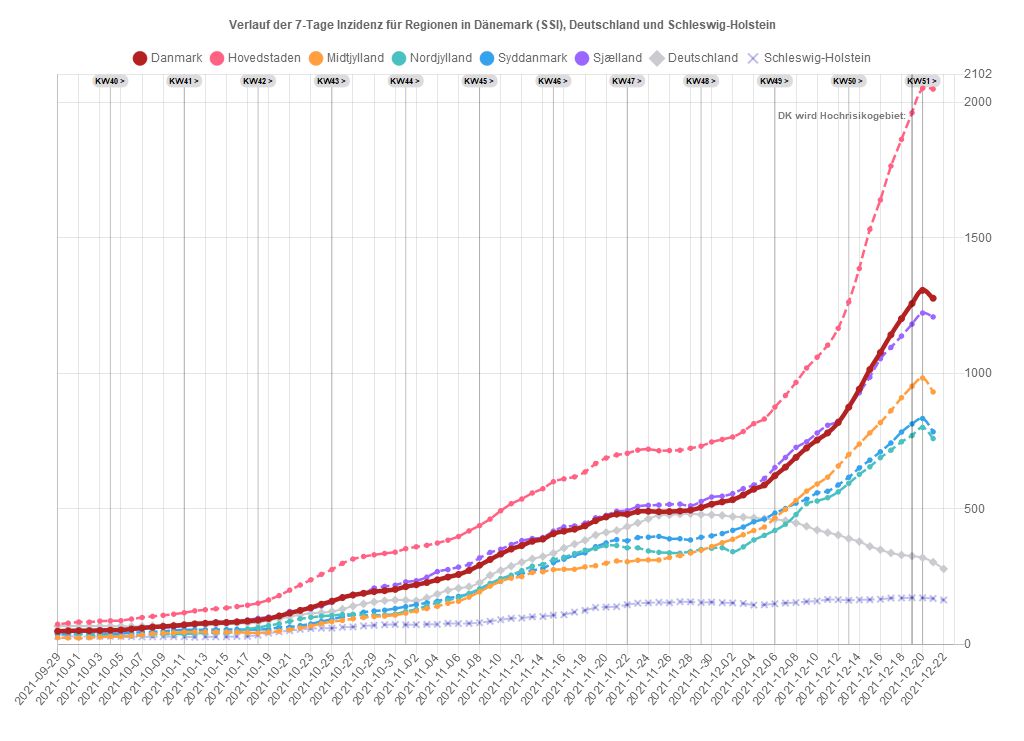 Verlauf der 7-Tage Inzidenz für Regionen in Dänemark (SSI), Deutschland und Schleswig-Holstein
Danmark Hovedstaden Midtjylland Nordjylland Syddanmark Sjælland Deutschland Schleswig-Holstein
KW40 > KW41 > KW42 > KW43 > KW44 > KW45 > KW46 > KW47 > KW48 > KW49 > KW50 > KW51 >
2102
2000
DK wird Hochrisikogebiet:
1500
1000
500
0
2021-09-29 2021-10-01 2021-10-03 2021-10-05 2021-10-07 2021-10-09 2021-10-11 2021-10-13 2021-10-15 2021-10-17 2021-10-19 2021-10-21 2021-10-23 2021-10-25 2021-10-27 2021-10-29 2021-10-31 2021-11-02 2021-11-04 2021-11-06 2021-11-08 2021-11-10 2021-11-12 2021-11-14 2021-11-16 2021-11-18 2021-11-20 2021-11-22 2021-11-24 2021-11-26 2021-11-28 2021-11-30 2021-12-02 2021-12-04 2021-12-06 2021-12-08 2021-12-10 2021-12-12 2021-12-14 2021-12-16 2021-12-18 2021-12-20 2021-12-22